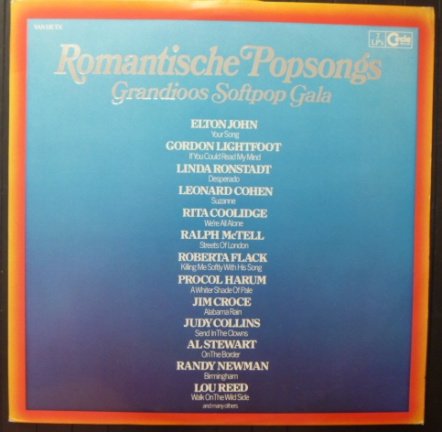 Romantische Popsongs
Grandioos Softpop Gala
ELTON JOHN
Your Song
GORDON LIGHTFOOT
If You Could Read My Mind
LINDA RONSTADT
Desperado
LEONARD COHEN
Suzanne
RITA COOLIDGE
We're All Alone
RALPH McTELL
Streets Of London
ROBERTA FLACK
Killing Me Softly With His Song
PROCOL HARUM
A Whiter Shade Of Pale
JIM CROCE
Alabama Rain
JUDY COLLINS
Send In The Clowns
AL STEWART
On The Border
RANDY NEWMAN
Birmingham
LOU REED
Walk On The Wild Side
and many others